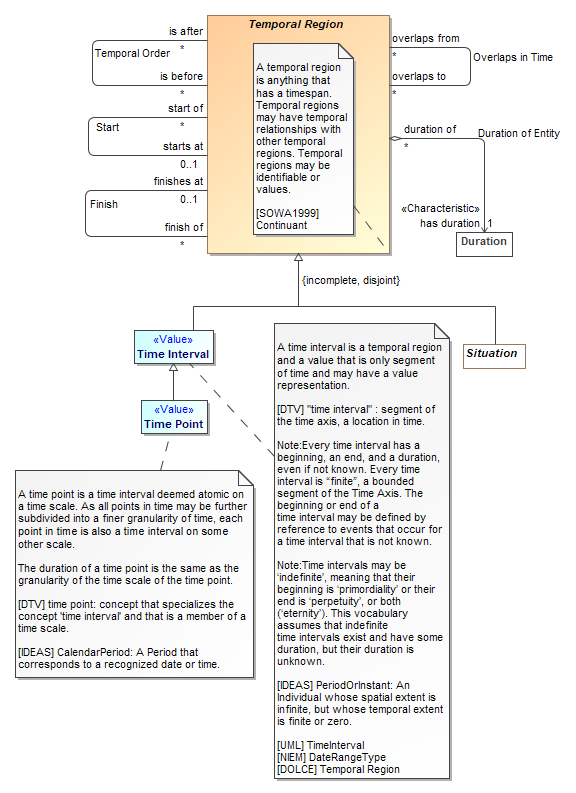 Temporal Region
is after
Temporal Order
*
is before
*
start of
*
Start
starts at
0..1
finishes at
0..1
Finish
finish of
*
A temporal region
is anything that
has a timespan.
Temporal regions
may have temporal
relationships with
other temporal
regions. Temporal
regions may be
identifiable or
values.
[SOWA1999]
Continuant
overlaps from
*
Overlaps in Time
overlaps to
*
duration of
*
Duration of Entity
«Characteristic»
has duration
1
Duration
{incomplete, disjoint}
«Value»
Time Interval
Situation
«Value»
Time Point
A time interval is a temporal region
and a value that is only segment
of time and may have a value
representation.
[DTV] "time interval" : segment of
the time axis, a location in time.
Note:Every time interval has a
beginning, an end, and a duration,
even if not known. Every time
interval is “finite”, a bounded
segment of the Time Axis. The
beginning or end of a
time interval may be defined by
reference to events that occur for
a time interval that is not known.
Note:Time intervals may be
‘indefinite’, meaning that their
beginning is ‘primordiality’ or their
end is ‘perpetuity’, or both
(‘eternity’). This vocabulary
assumes that indefinite
time intervals exist and have some
duration, but their duration is
unknown.
[IDEAS] PeriodOrInstant: An
Individual whose spatial extent is
infinite, but whose temporal extent
is finite or zero.
[UML] TimeInterval
[NIEM] DateRangeType
[DOLCE] Temporal Region
A time point is a time interval deemed atomic on
a time scale. As all points in time may be further
subdivided into a finer granularity of time, each
point in time is also a time interval on some
other scale.
The duration of a time point is the same as the
granularity of the time scale of the time point.
[DTV] time point: concept that specializes the
concept 'time interval' and that is a member of a
time scale.
[IDEAS] CalendarPeriod: A Period that
corresponds to a recognized date or time.